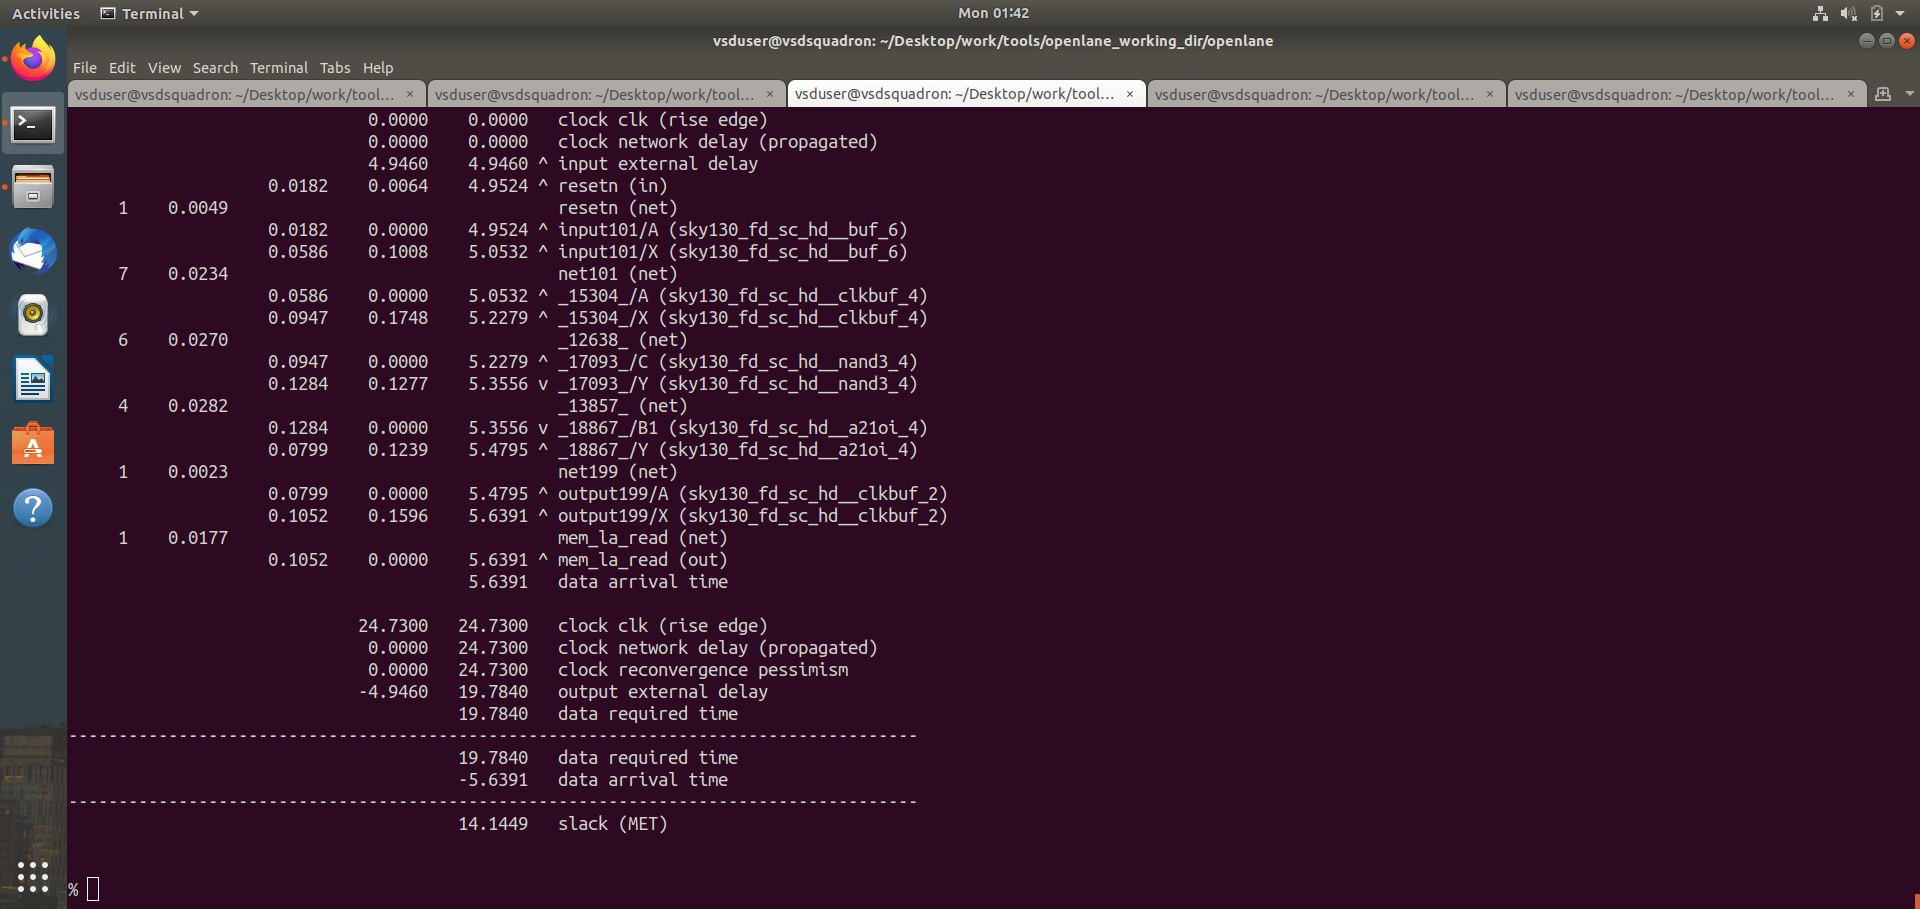 Activities Terminal Mon 01:42
vsduser@vsdsquadron: ~/Desktop/work/tools/openlane_working_dir/openlane
File Edit View Search Terminal Tabs Help
vsduser@vsdsquadron: ~/Desktop/work/tool... × vsduser@vsdsquadron: ~/Desktop/work/tool... × vsduser@vsdsquadron: ~/Desktop/work/tool... × vsduser@vsdsquadron: ~/Desktop/work/tool... × vsduser@vsdsquadron: ~/Desktop/work/tool... ×
0.0000 0.0000 clock clk (rise edge)
0.0000 0.0000 clock network delay (propagated)
4.9460 4.9460 ^ input external delay
0.0182 0.0064 4.9524 ^ resetn (in)
1 0.0049 resetn (net)
0.0182 0.0000 4.9524 ^ input101/A (sky130_fd_sc_hd__buf_6)
0.0586 0.1008 5.0532 ^ input101/X (sky130_fd_sc_hd__buf_6)
7 0.0234 net101 (net)
0.0586 0.0000 5.0532 ^ _15304_/A (sky130_fd_sc_hd__clkbuf_4)
0.0947 0.1748 5.2279 ^ _15304_/X (sky130_fd_sc_hd__clkbuf_4)
6 0.0270 _12638_ (net)
0.0947 0.0000 5.2279 ^ _17093_/C (sky130_fd_sc_hd__nand3_4)
0.1284 0.1277 5.3556 v _17093_/Y (sky130_fd_sc_hd__nand3_4)
4 0.0282 _13857_ (net)
0.1284 0.0000 5.3556 v _18867_/B1 (sky130_fd_sc_hd__a21oi_4)
0.0799 0.1239 5.4795 ^ _18867_/Y (sky130_fd_sc_hd__a21oi_4)
1 0.0023 net199 (net)
0.0799 0.0000 5.4795 ^ output199/A (sky130_fd_sc_hd__clkbuf_2)
0.1052 0.1596 5.6391 ^ output199/X (sky130_fd_sc_hd__clkbuf_2)
1 0.0177 mem_la_read (net)
0.1052 0.0000 5.6391 ^ mem_la_read (out)
5.6391 data arrival time
24.7300 24.7300 clock clk (rise edge)
0.0000 24.7300 clock network delay (propagated)
0.0000 24.7300 clock reconvergence pessimism
-4.9460 19.7840 output external delay
19.7840 data required time
-------------------------------------------------------------------------------------
19.7840 data required time
-5.6391 data arrival time
-------------------------------------------------------------------------------------
14.1449 slack (MET)
%